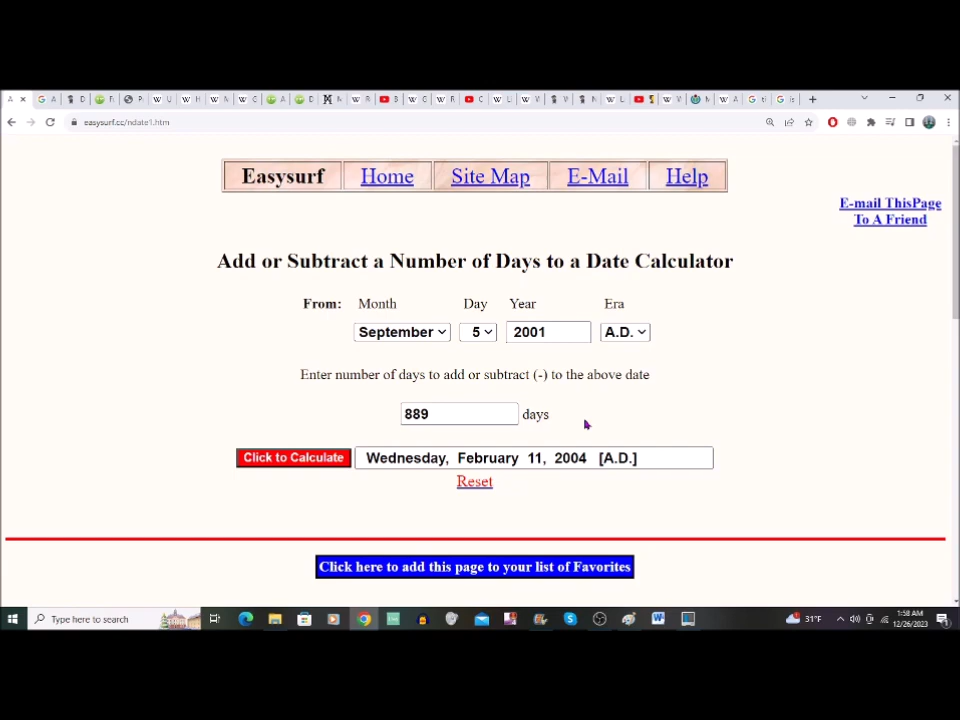 easysurf.cc/ndate1.htm
Easysurf Home Site Map E-Mail Help
E-mail ThisPage
To A Friend
Add or Subtract a Number of Days to a Date Calculator
From: Month Day Year Era
September 5 2001 A.D.
Enter number of days to add or subtract (-) to the above date
889 days
Click to Calculate Wednesday, February 11, 2004 [A.D.]
Reset
Click here to add this page to your list of Favorites
Type here to search
31°F
1:58 AM
12/26/2023